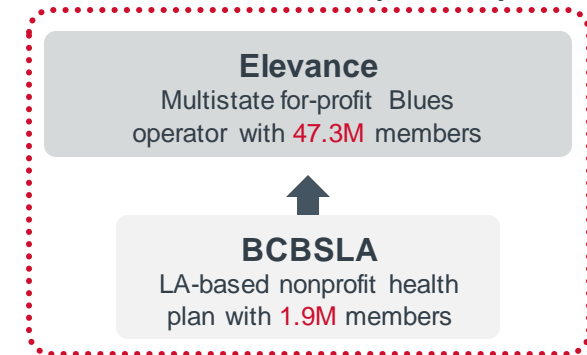 Elevance
Multistate for-profit Blues
operator with 47.3M members
BCBSLA
LA-based nonprofit health
plan with 1.9M members